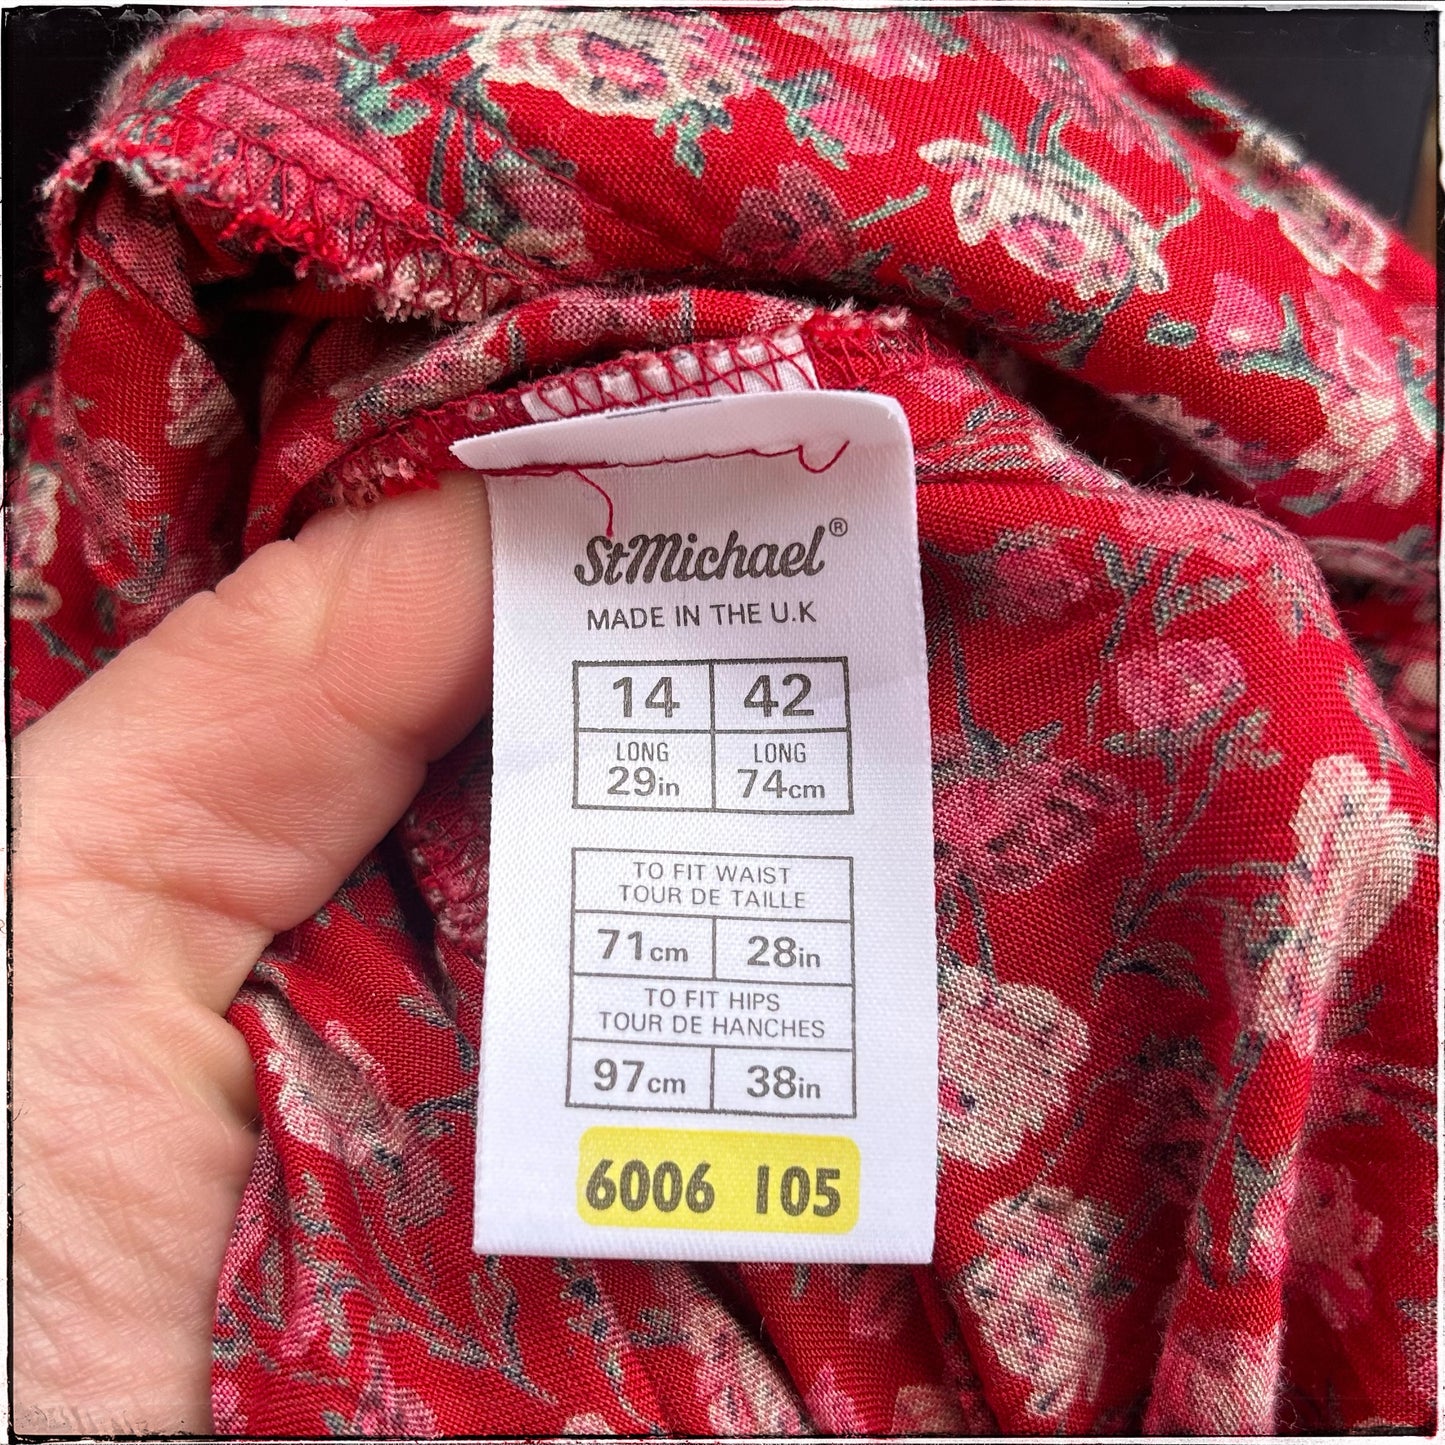 StMichael®
MADE IN THE U.K
14 42
LONG LONG
29in 74cm
TO FIT WAIST
TOUR DE TAILLE
71cm 28in
TO FIT HIPS
TOUR DE HANCHES
97cm 38in
6006 105